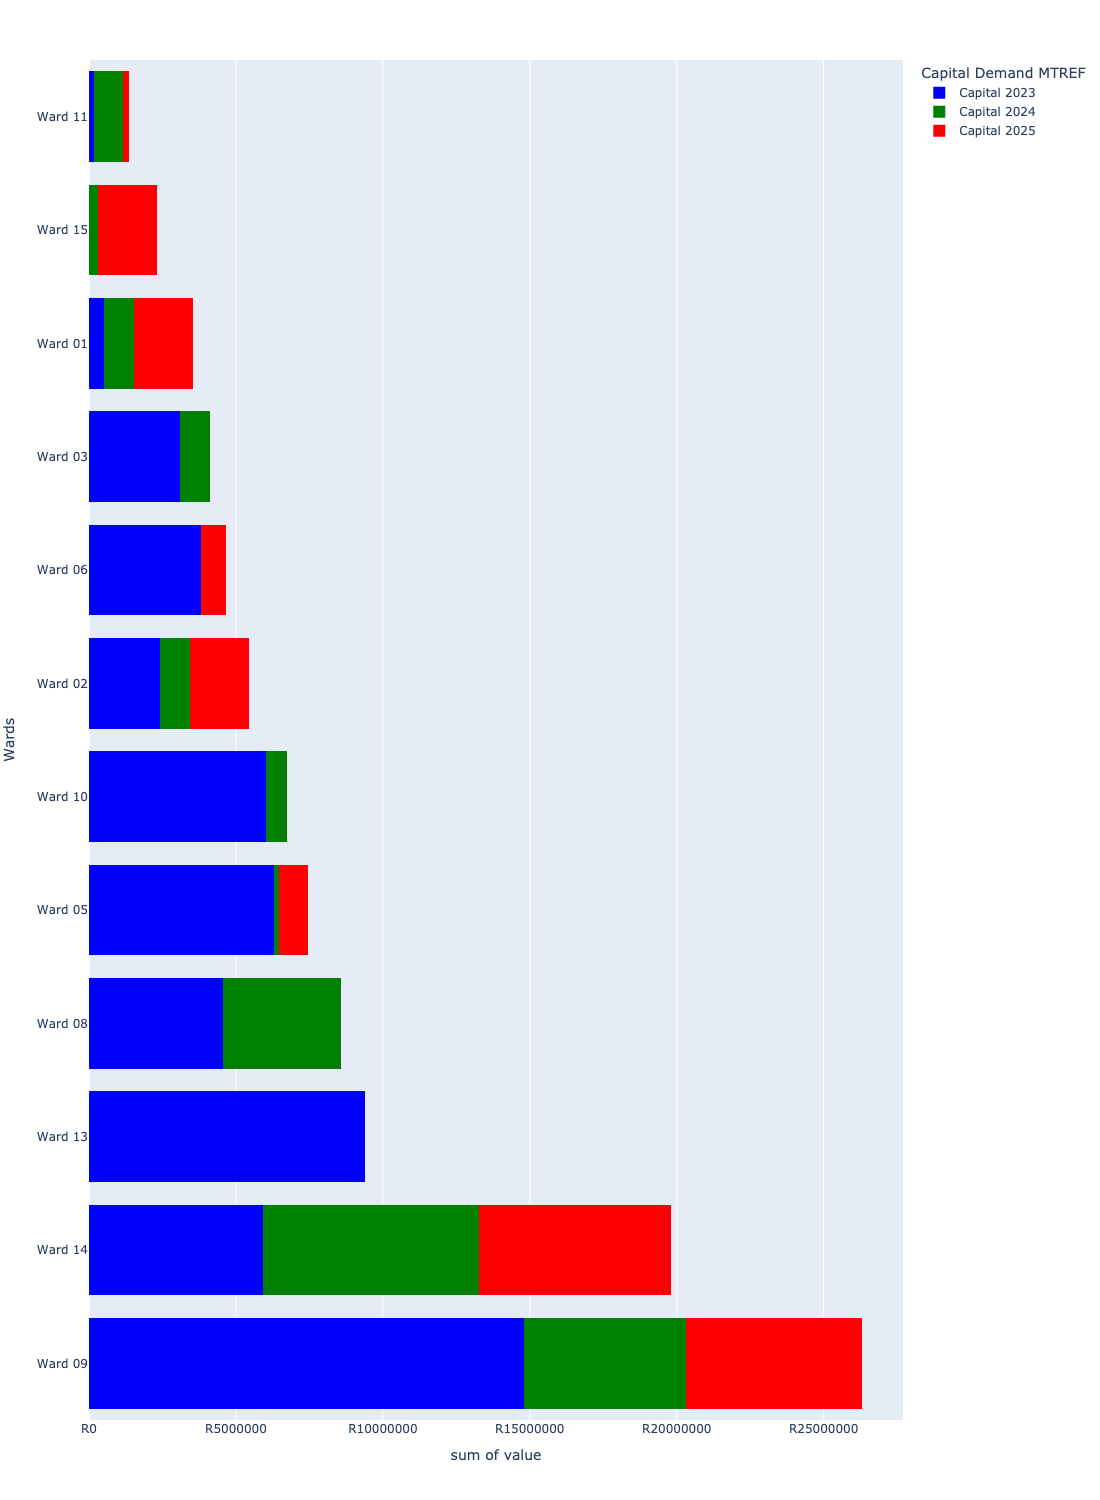 Capital Demand MTREF
Capital 2023
Capital 2024
Capital 2025
Wards
Ward 11
Ward 15
Ward 01
Ward 03
Ward 06
Ward 02
Ward 10
Ward 05
Ward 08
Ward 13
Ward 14
Ward 09
R0 R5000000 R10000000 R15000000 R20000000 R25000000
sum of value